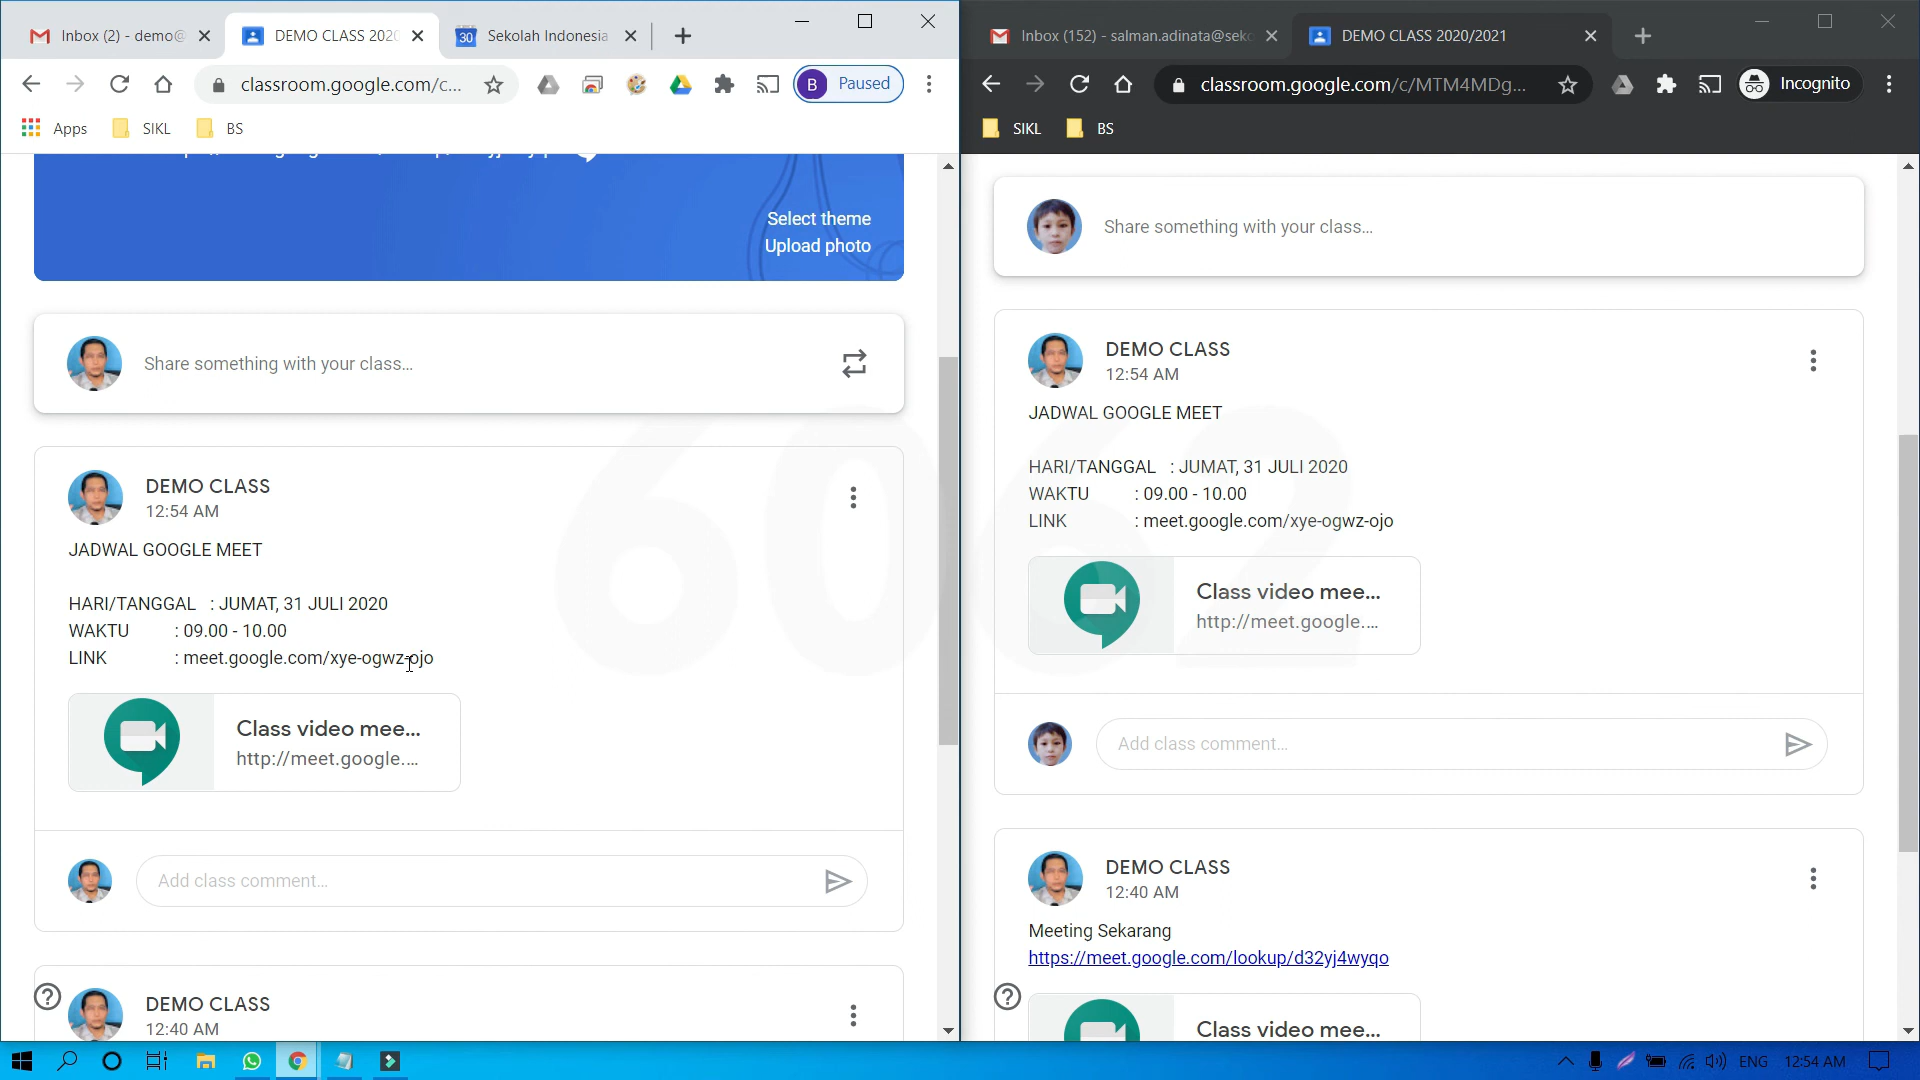 Inbox (2) - demo@
DEMO CLASS 2020
30
Sekolah Indonesia
classroom.google.com/c...
B
Paused
Apps
SIKL
BS
Select theme
Upload photo
Share something with your class...
DEMO CLASS
12:54 AM
JADWAL GOOGLE MEET
HARI/TANGGAL : JUMAT, 31 JULI 2020
WAKTU : 09.00 - 10.00
LINK : meet.google.com/xye-ogwz-ojo
Class video mee...
http://meet.google....
Add class comment...
DEMO CLASS
12:40 AM
Inbox (152) - salman.adinata@seko
DEMO CLASS 2020/2021
classroom.google.com/c/MTM4MDg...
Incognito
SIKL
BS
Share something with your class...
DEMO CLASS
12:54 AM
JADWAL GOOGLE MEET
HARI/TANGGAL : JUMAT, 31 JULI 2020
WAKTU : 09.00 - 10.00
LINK : meet.google.com/xye-ogwz-ojo
Class video mee...
http://meet.google....
Add class comment...
DEMO CLASS
12:40 AM
Meeting Sekarang
https://meet.google.com/lookup/d32yj4wyqo
Class video mee...
6062
ENG
12:54 AM